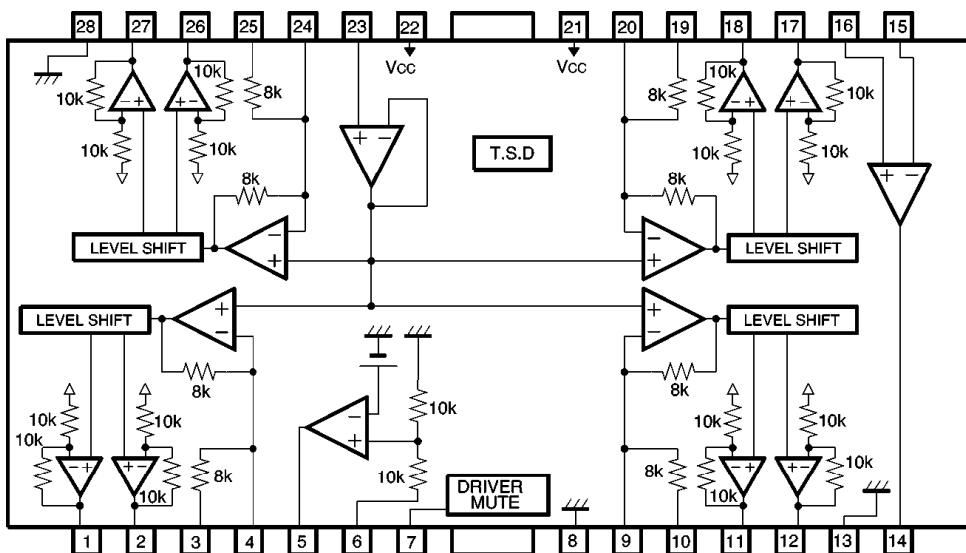 28 27 26 25 24 23 22 21 20 19 18 17 16 15
VCC VCC
10k 10k 8k 8k 10k 10k
10k 10k 10k 10k
+ − T.S.D + −
8k 8k
− −
LEVEL SHIFT + + LEVEL SHIFT
LEVEL SHIFT + + LEVEL SHIFT
− −
8k 8k
10k 10k − 10k 10k 10k
10k +
− + + − 10k − + + −
10k 8k DRIVER 8k 10k 10k
MUTE
1 2 3 4 5 6 7 8 9 10 11 12 13 14